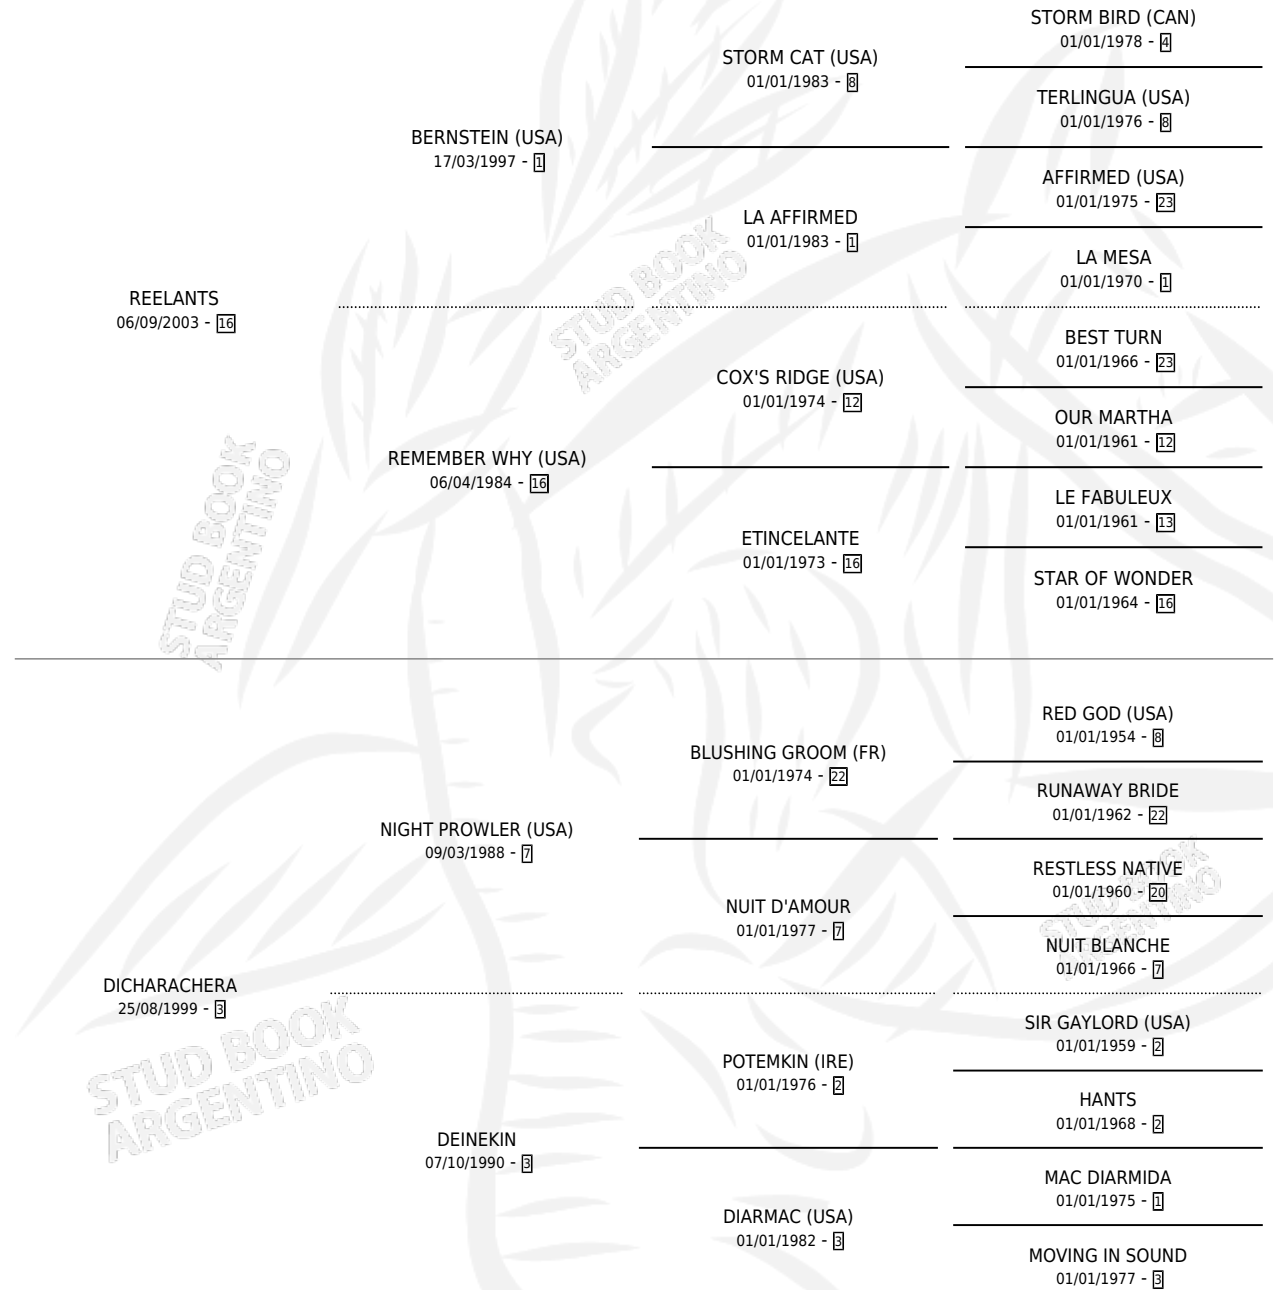 STORM BIRD (CAN)
01/01/1978 - 4
STORM CAT (USA)
01/01/1983 - 8
TERLINGUA (USA)
01/01/1976 - 8
BERNSTEIN (USA)
17/03/1997 - 1
AFFIRMED (USA)
01/01/1975 - 23
LA AFFIRMED
01/01/1983 - 1
LA MESA
01/01/1970 - 1
REELANTS
06/09/2003 - 16
BEST TURN
01/01/1966 - 23
COX'S RIDGE (USA)
01/01/1974 - 12
OUR MARTHA
01/01/1961 - 12
REMEMBER WHY (USA)
06/04/1984 - 16
LE FABULEUX
01/01/1961 - 13
ETINCELANTE
01/01/1973 - 16
STAR OF WONDER
01/01/1964 - 16
RED GOD (USA)
01/01/1954 - 8
BLUSHING GROOM (FR)
01/01/1974 - 22
RUNAWAY BRIDE
01/01/1962 - 22
NIGHT PROWLER (USA)
09/03/1988 - 7
RESTLESS NATIVE
01/01/1960 - 20
NUIT D'AMOUR
01/01/1977 - 7
NUIT BLANCHE
01/01/1966 - 7
DICHARACHERA
25/08/1999 - 3
SIR GAYLORD (USA)
01/01/1959 - 2
POTEMKIN (IRE)
01/01/1976 - 2
HANTS
01/01/1968 - 2
DEINEKIN
07/10/1990 - 3
MAC DIARMIDA
01/01/1975 - 1
DIARMAC (USA)
01/01/1982 - 3
MOVING IN SOUND
01/01/1977 - 3
STUD BOOK
ARGENTINO
STUD BOOK
ARGENTINO
STUD BOOK
ARGENTINO
STUD BOOK
ARGENTINO